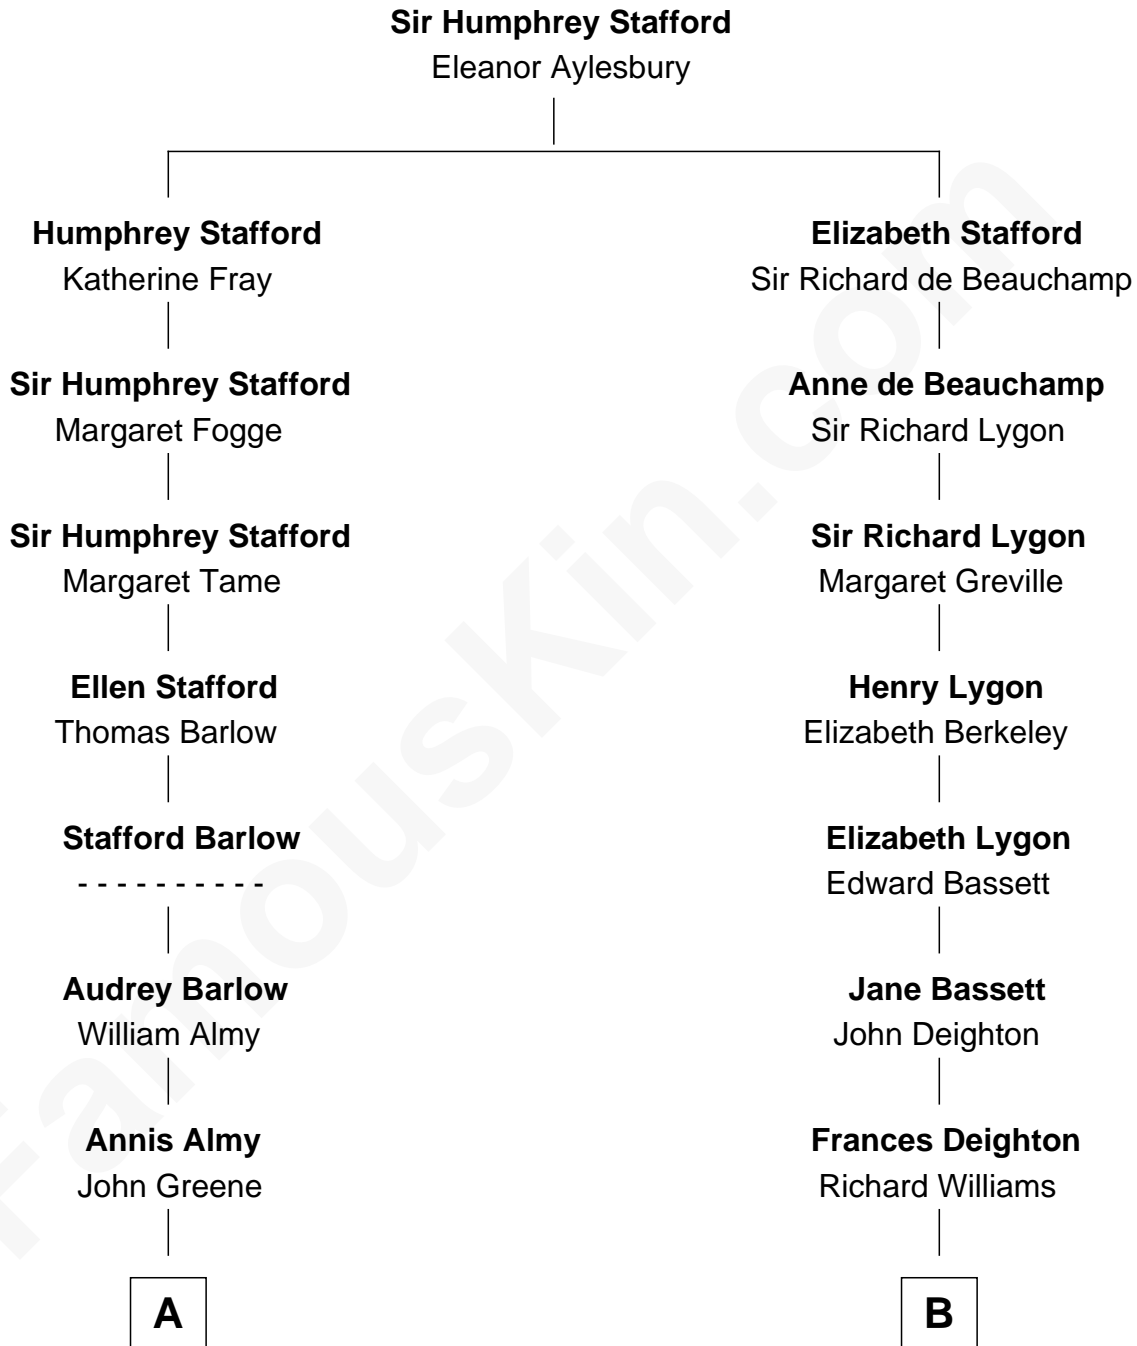 Sir Humphrey Stafford
Eleanor Aylesbury
Humphrey Stafford
Katherine Fray
Elizabeth Stafford
Sir Richard de Beauchamp
Sir Humphrey Stafford
Margaret Fogge
Anne de Beauchamp
Sir Richard Lygon
Sir Humphrey Stafford
Margaret Tame
Sir Richard Lygon
Margaret Greville
Ellen Stafford
Thomas Barlow
Henry Lygon
Elizabeth Berkeley
Stafford Barlow
- - - - - - - - - -
Elizabeth Lygon
Edward Bassett
Audrey Barlow
William Almy
Jane Bassett
John Deighton
Annis Almy
John Greene
Frances Deighton
Richard Williams
A
B
FamousKin.com